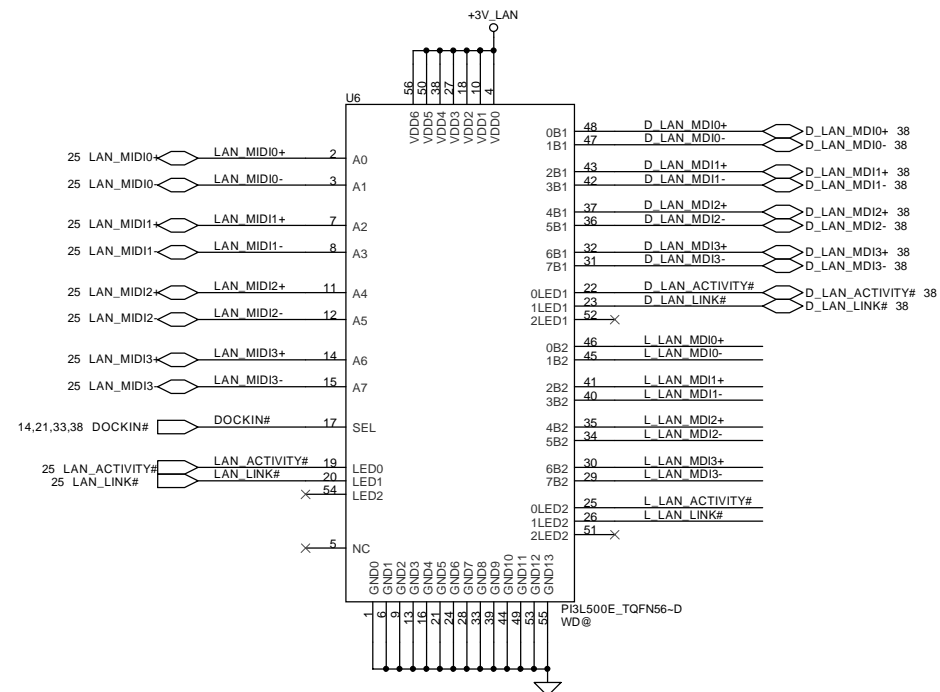 +3V_LAN
U6
56 50 38 27 18 10 4
VDD6 VDD5 VDD4 VDD3 VDD2 VDD1 VDD0
25 LAN_MIDI0+ LAN_MIDI0+ 2 A0
25 LAN_MIDI0- LAN_MIDI0- 3 A1
25 LAN_MIDI1+ LAN_MIDI1+ 7 A2
25 LAN_MIDI1- LAN_MIDI1- 8 A3
25 LAN_MIDI2+ LAN_MIDI2+ 11 A4
25 LAN_MIDI2- LAN_MIDI2- 12 A5
25 LAN_MIDI3+ LAN_MIDI3+ 14 A6
25 LAN_MIDI3- LAN_MIDI3- 15 A7
14,21,33,38 DOCKIN# DOCKIN# 17 SEL
25 LAN_ACTIVITY# LAN_ACTIVITY# 19 LED0
25 LAN_LINK# LAN_LINK# 20 LED1
54 LED2
5 NC
0B1 48 D_LAN_MDI0+ D_LAN_MDI0+ 38
1B1 47 D_LAN_MDI0- D_LAN_MDI0- 38
2B1 43 D_LAN_MDI1+ D_LAN_MDI1+ 38
3B1 42 D_LAN_MDI1- D_LAN_MDI1- 38
4B1 37 D_LAN_MDI2+ D_LAN_MDI2+ 38
5B1 36 D_LAN_MDI2- D_LAN_MDI2- 38
6B1 32 D_LAN_MDI3+ D_LAN_MDI3+ 38
7B1 31 D_LAN_MDI3- D_LAN_MDI3- 38
0LED1 22 D_LAN_ACTIVITY# D_LAN_ACTIVITY# 38
1LED1 23 D_LAN_LINK# D_LAN_LINK# 38
2LED1 52
0B2 46 L_LAN_MDI0+
1B2 45 L_LAN_MDI0-
2B2 41 L_LAN_MDI1+
3B2 40 L_LAN_MDI1-
4B2 35 L_LAN_MDI2+
5B2 34 L_LAN_MDI2-
6B2 30 L_LAN_MDI3+
7B2 29 L_LAN_MDI3-
0LED2 25 L_LAN_ACTIVITY#
1LED2 26 L_LAN_LINK#
2LED2 51
GND0 GND1 GND2 GND3 GND4 GND5 GND6 GND7 GND8 GND9 GND10 GND11 GND12 GND13
1 6 9 13 16 21 24 28 33 39 44 49 53 55
PI3L500E_TQFN56~D
WD@